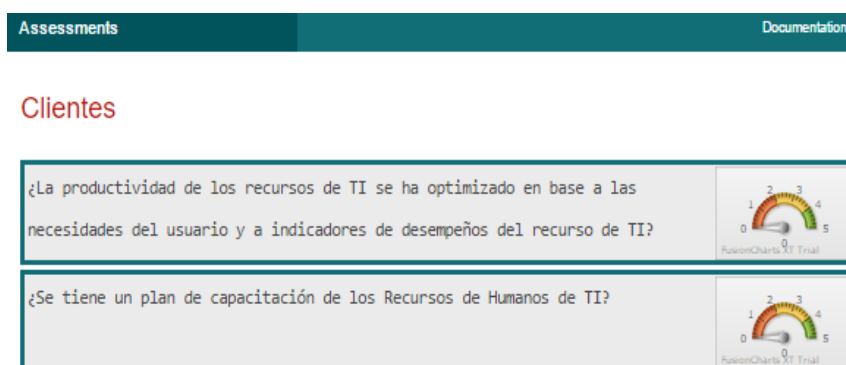 Assessments
Documentation
Clientes
¿La productividad de los recursos de TI se ha optimizado en base a las
necesidades del usuario y a indicadores de desempeños del recurso de TI?
0 1 2 3 4 5
0
FusionCharts XT Trial
¿Se tiene un plan de capacitación de los Recursos de Humanos de TI?
0 1 2 3 4 5
0
FusionCharts XT Trial